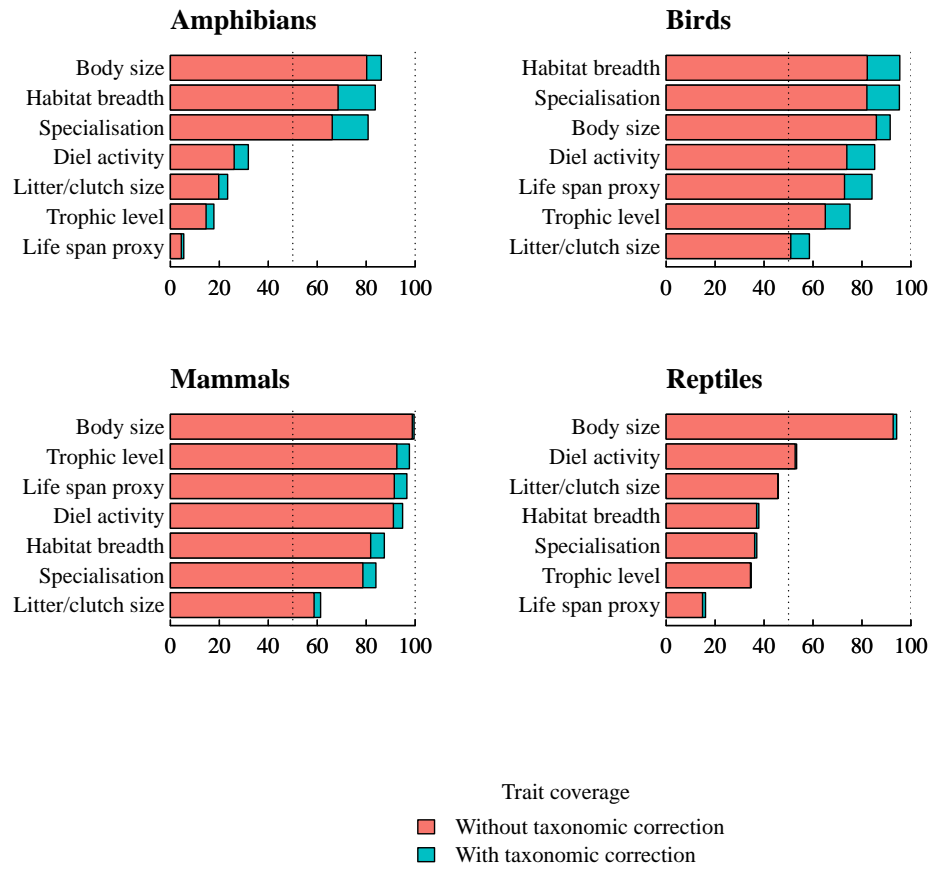 Amphibians
Body size
Habitat breadth
Specialisation
Diel activity
Litter/clutch size
Trophic level
Life span proxy
0 20 40 60 80 100
Birds
Habitat breadth
Specialisation
Body size
Diel activity
Life span proxy
Trophic level
Litter/clutch size
0 20 40 60 80 100
Mammals
Body size
Trophic level
Life span proxy
Diel activity
Habitat breadth
Specialisation
Litter/clutch size
0 20 40 60 80 100
Reptiles
Body size
Diel activity
Litter/clutch size
Habitat breadth
Specialisation
Trophic level
Life span proxy
0 20 40 60 80 100
Trait coverage
Without taxonomic correction
With taxonomic correction